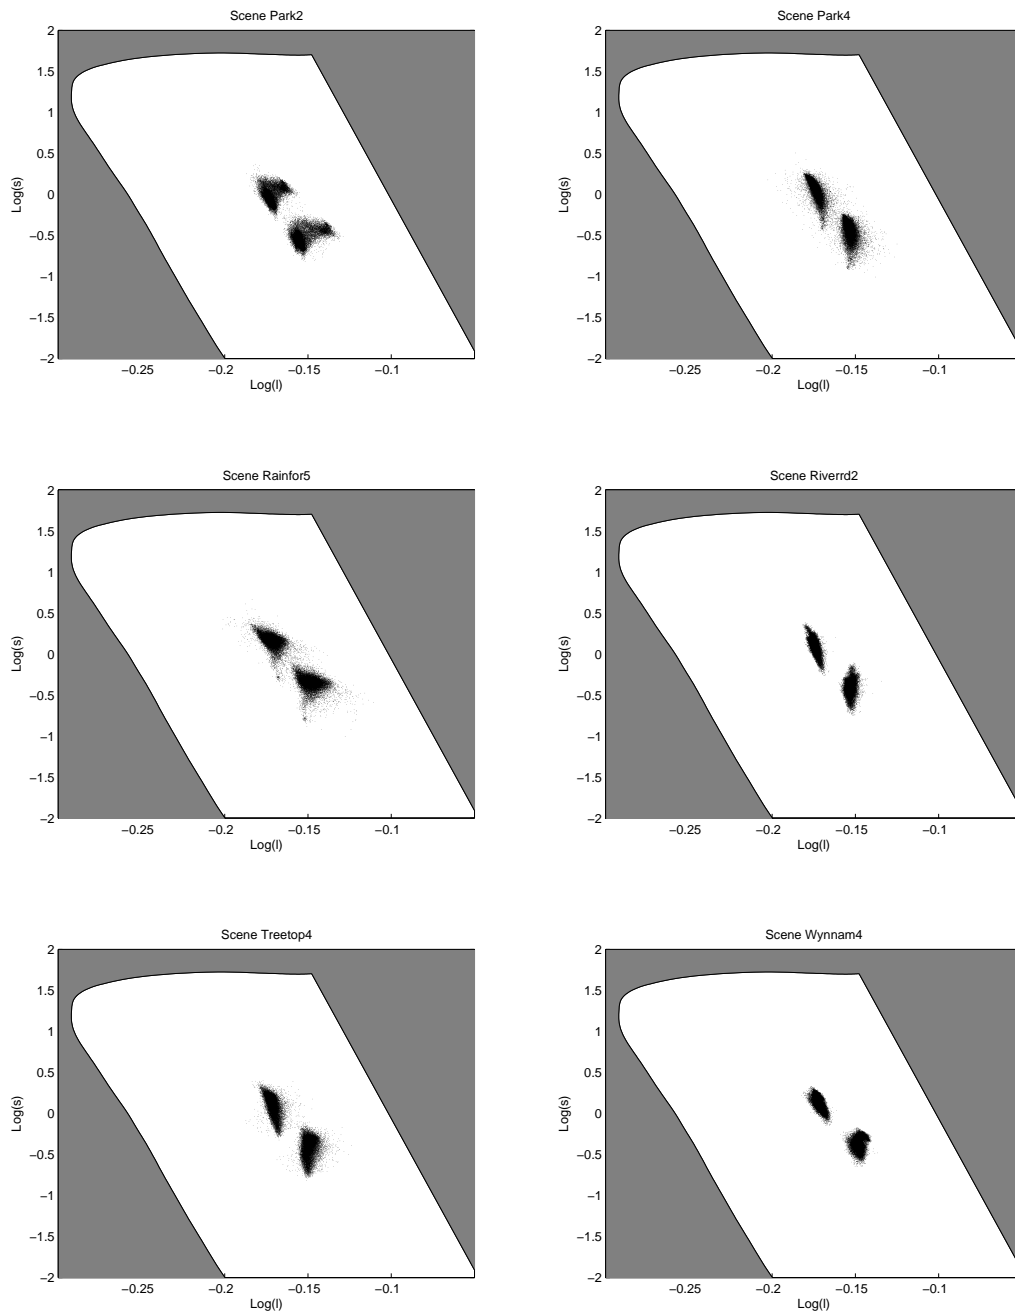 Scene Park2
2
1.5
1
0.5
0
−0.5
−1
−1.5
−2
Log(s)
−0.25 −0.2 −0.15 −0.1
Log(l)
Scene Park4
2
1.5
1
0.5
0
−0.5
−1
−1.5
−2
Log(s)
−0.25 −0.2 −0.15 −0.1
Log(l)
Scene Rainfor5
2
1.5
1
0.5
0
−0.5
−1
−1.5
−2
Log(s)
−0.25 −0.2 −0.15 −0.1
Log(l)
Scene Riverrd2
2
1.5
1
0.5
0
−0.5
−1
−1.5
−2
Log(s)
−0.25 −0.2 −0.15 −0.1
Log(l)
Scene Treetop4
2
1.5
1
0.5
0
−0.5
−1
−1.5
−2
Log(s)
−0.25 −0.2 −0.15 −0.1
Log(l)
Scene Wynnam4
2
1.5
1
0.5
0
−0.5
−1
−1.5
−2
Log(s)
−0.25 −0.2 −0.15 −0.1
Log(l)